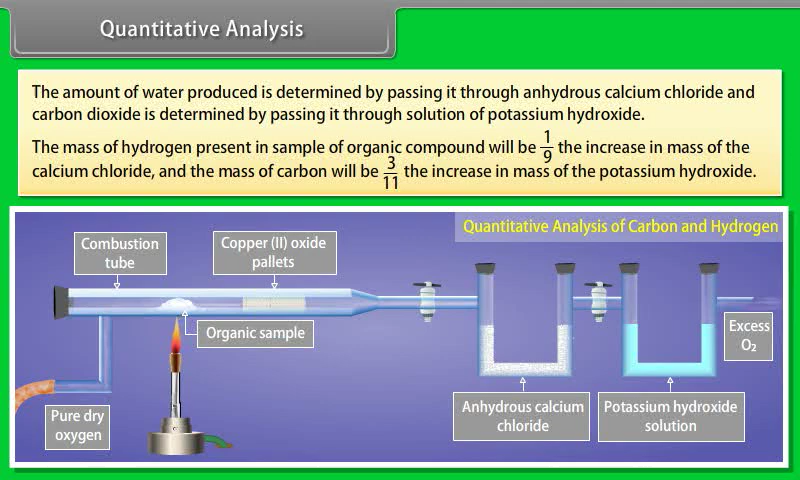 Quantitative Analysis
The amount of water produced is determined by passing it through anhydrous calcium chloride and
carbon dioxide is determined by passing it through solution of potassium hydroxide.
The mass of hydrogen present in sample of organic compound will be 1/9 the increase in mass of the
calcium chloride, and the mass of carbon will be 3/11 the increase in mass of the potassium hydroxide.
Quantitative Analysis of Carbon and Hydrogen
Combustion
tube
Copper (II) oxide
pallets
Organic sample
Excess
O₂
Pure dry
oxygen
Anhydrous calcium
chloride
Potassium hydroxide
solution